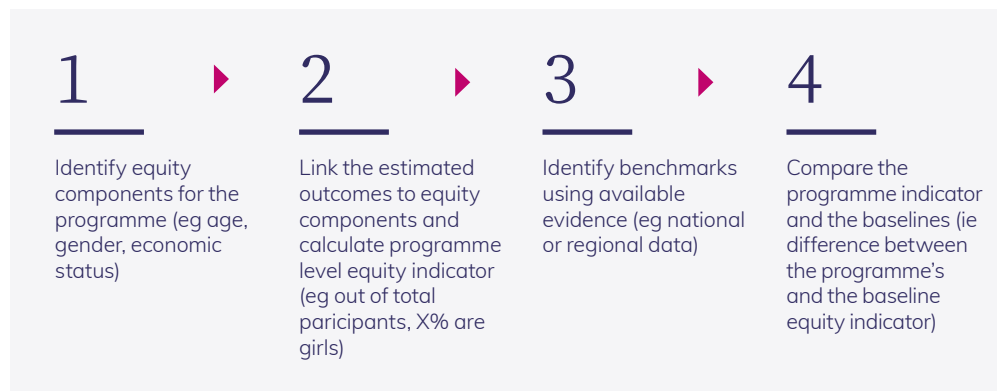 1
Identify equity
components for the
programme (eg age,
gender, economic
status)
2
Link the estimated
outcomes to equity
components and
calculate programme
level equity indicator
(eg out of total
paricipants, X% are
girls)
3
Identify benchmarks
using available
evidence (eg national
or regional data)
4
Compare the
programme indicator
and the baselines (ie
difference between
the programme’s
and the baseline
equity indicator)